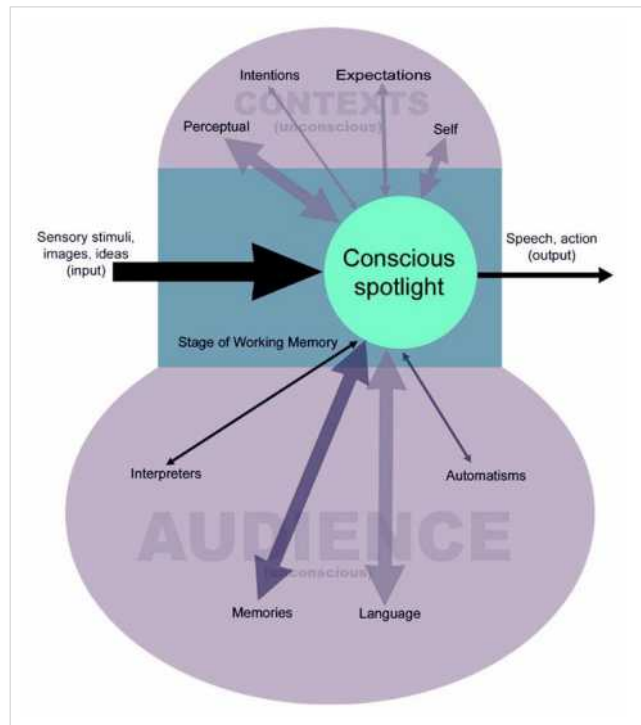 Intentions
Expectations
CONTEXTS
(unconscious)
Perceptual
Self
Sensory stimuli,
images, ideas
(input)
Speech, action
(output)
Conscious
spotlight
Stage of Working Memory
Interpreters
Automatisms
AUDIENCE
(unconscious)
Memories
Language